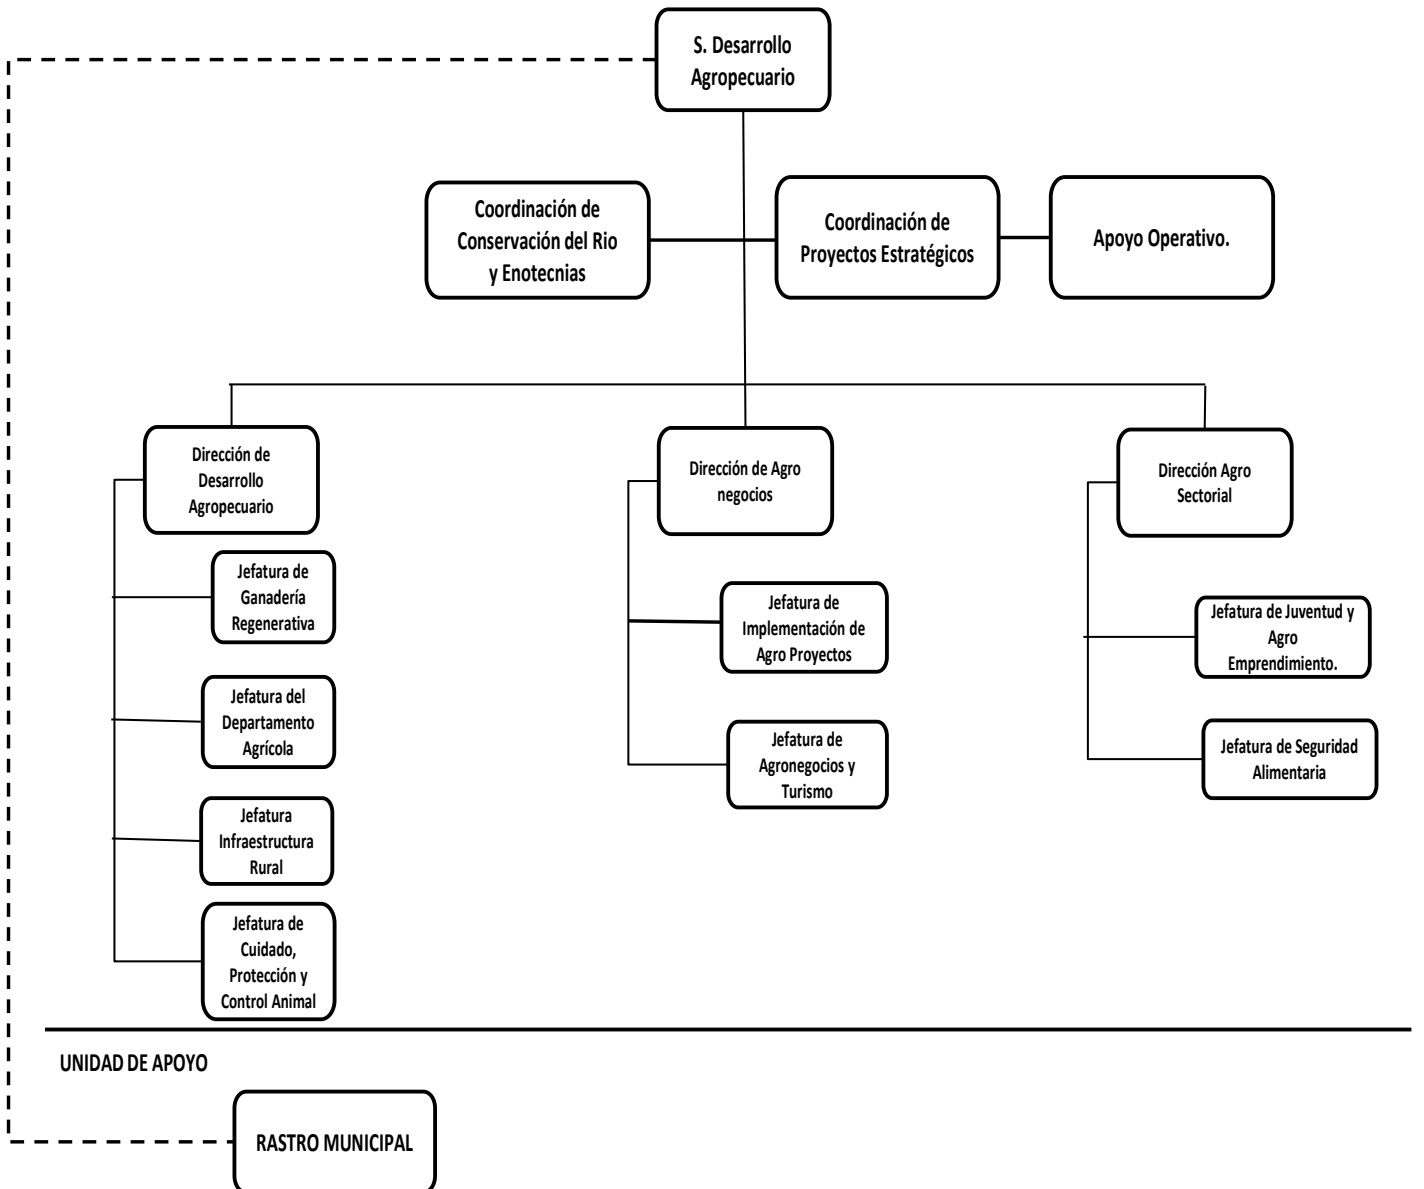 S. Desarrollo
Agropecuario
Coordinación de
Conservación del Rio
y Enotecnias
Coordinación de
Proyectos Estratégicos
Apoyo Operativo.
Dirección de
Desarrollo
Agropecuario
Dirección de Agro
negocios
Dirección Agro
Sectorial
Jefatura de
Ganadería
Regenerativa
Jefatura del
Departamento
Agrícola
Jefatura
Infraestructura
Rural
Jefatura de
Cuidado,
Protección y
Control Animal
Jefatura de
Implementación de
Agro Proyectos
Jefatura de
Agronegocios y
Turismo
Jefatura de Juventud y
Agro
Emprendimiento.
Jefatura de Seguridad
Alimentaria
UNIDAD DE APOYO
RASTRO MUNICIPAL